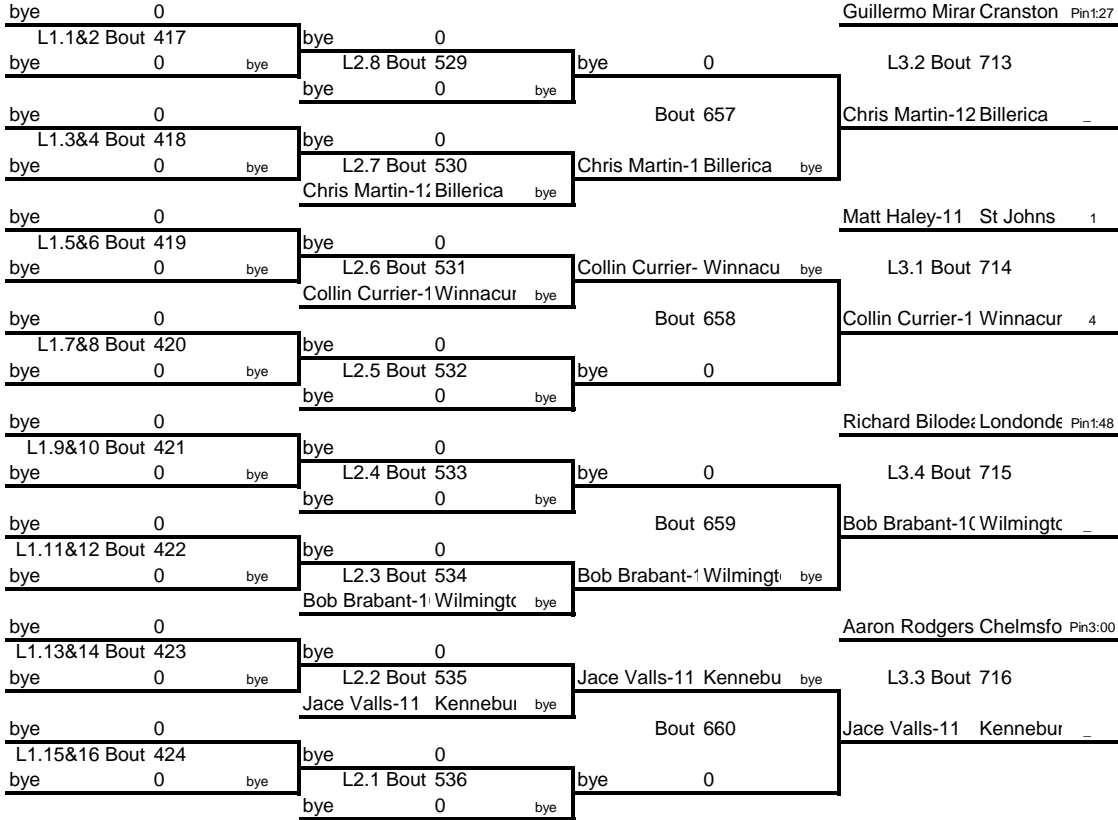 bye 0 Guillermo Mirar Cranston Pin1:27
L1.1&2 Bout 417 bye 0
bye 0 bye L2.8 Bout 529 bye 0 L3.2 Bout 713
bye 0 bye
bye 0 Bout 657 Chris Martin-12 Billerica _
L1.3&4 Bout 418 bye 0
bye 0 bye L2.7 Bout 530 Chris Martin-1 Billerica bye
Chris Martin-12 Billerica bye
bye 0 Matt Haley-11 St Johns 1
L1.5&6 Bout 419 bye 0
bye 0 bye L2.6 Bout 531 Collin Currier- Winnacu bye L3.1 Bout 714
Collin Currier-1 Winnacur bye
bye 0 Bout 658 Collin Currier-1 Winnacur 4
L1.7&8 Bout 420 bye 0
bye 0 bye L2.5 Bout 532 bye 0
bye 0 bye
bye 0 Richard Bilodea Londonde Pin1:48
L1.9&10 Bout 421 bye 0
bye 0 bye L2.4 Bout 533 bye 0 L3.4 Bout 715
bye 0 bye
bye 0 Bout 659 Bob Brabant-10 Wilmingto _
L1.11&12 Bout 422 bye 0
bye 0 bye L2.3 Bout 534 Bob Brabant-1 Wilmingt bye
Bob Brabant-1 Wilmingto bye
bye 0 Aaron Rodgers Chelmsfo Pin3:00
L1.13&14 Bout 423 bye 0
bye 0 bye L2.2 Bout 535 Jace Valls-11 Kennebu bye L3.3 Bout 716
Jace Valls-11 Kennebun bye
bye 0 Bout 660 Jace Valls-11 Kennebun _
L1.15&16 Bout 424 bye 0
bye 0 bye L2.1 Bout 536 bye 0
bye 0 bye